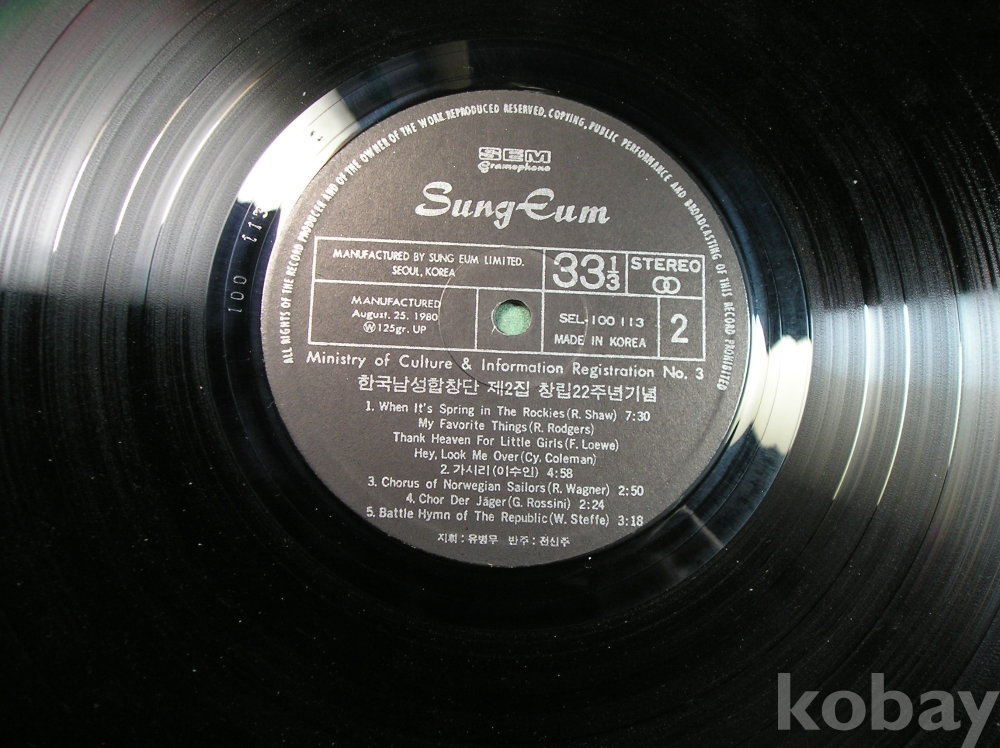 ALL RIGHTS OF THE RECORD PRODUCER AND OF THE OWNER OF THE WORK REPRODUCED RESERVED. COPYING, PUBLIC PERFORMANCE AND BROADCASTING OF THIS RECORD PROHIBITED
SEM
Gramophone
SungEum
MANUFACTURED BY SUNG EUM LIMITED.
SEOUL, KOREA
33 1/3
STEREO
MANUFACTURED
August. 25. 1980
Ⓦ125gr. UP
SEL-100 113
MADE IN KOREA
2
Ministry of Culture & Information Registration No. 3
한국남성합창단 제2집 창립22주년기념
1. When It's Spring in The Rockies(R. Shaw) 7:30
My Favorite Things(R. Rodgers)
Thank Heaven For Little Girls(F. Loewe)
Hey, Look Me Over(Cy. Coleman)
2. 가시리(이수인) 4:58
3. Chorus of Norwegian Sailors(R. Wagner) 2:50
4. Chor Der Jäger(G. Rossini) 2:24
5. Battle Hymn of The Republic(W. Steffe) 3:18
지휘:유병무 반주:전신주
100 113
kobay